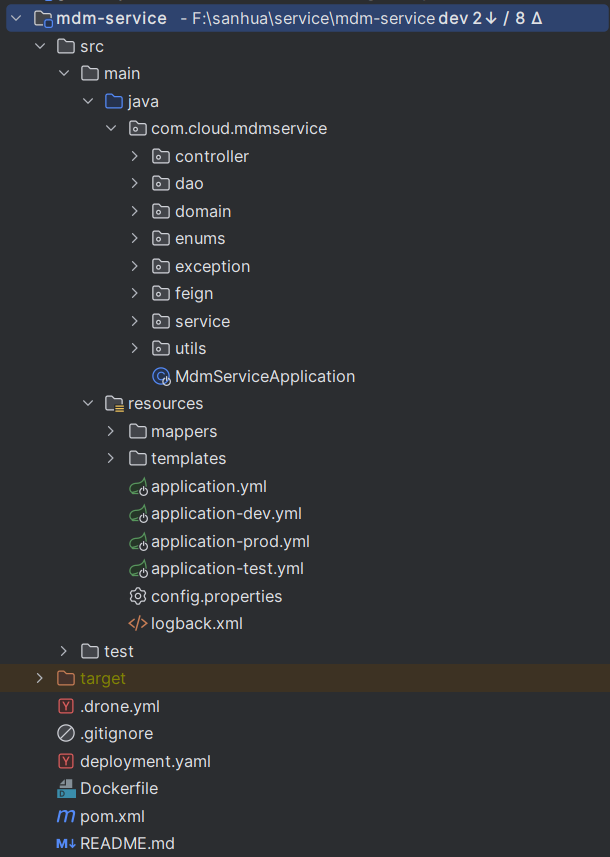 mdm-service - F:\sanhua\service\mdm-service dev 2↓ / 8 Δ
src
main
java
com.cloud.mdmservice
controller
dao
domain
enums
exception
feign
service
utils
MdmServiceApplication
resources
mappers
templates
application.yml
application-dev.yml
application-prod.yml
application-test.yml
config.properties
logback.xml
test
target
.drone.yml
.gitignore
deployment.yaml
Dockerfile
pom.xml
README.md